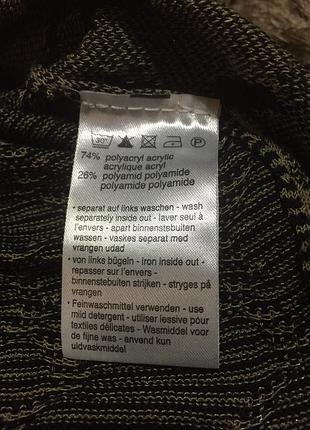 30°
P
74% polyacryl acrylic
acrylique acryl
26% polyamid polyamide
polyamide polyamide
• separat auf links waschen - wash
separately inside out - laver seul à
l'envers - apart binnenstebuiten
wassen - vaskes separat med
vrangen udad
• von links bügeln - iron inside out -
repasser sur l'envers -
binnenstebuiten strijken - stryges på
vrangen
• Feinwaschmittel verwenden - use
mild detergent - utiliser lessive pour
textiles délicates - Wasmiddel voor
de fijne was - anvend kun
uldvaskmiddel